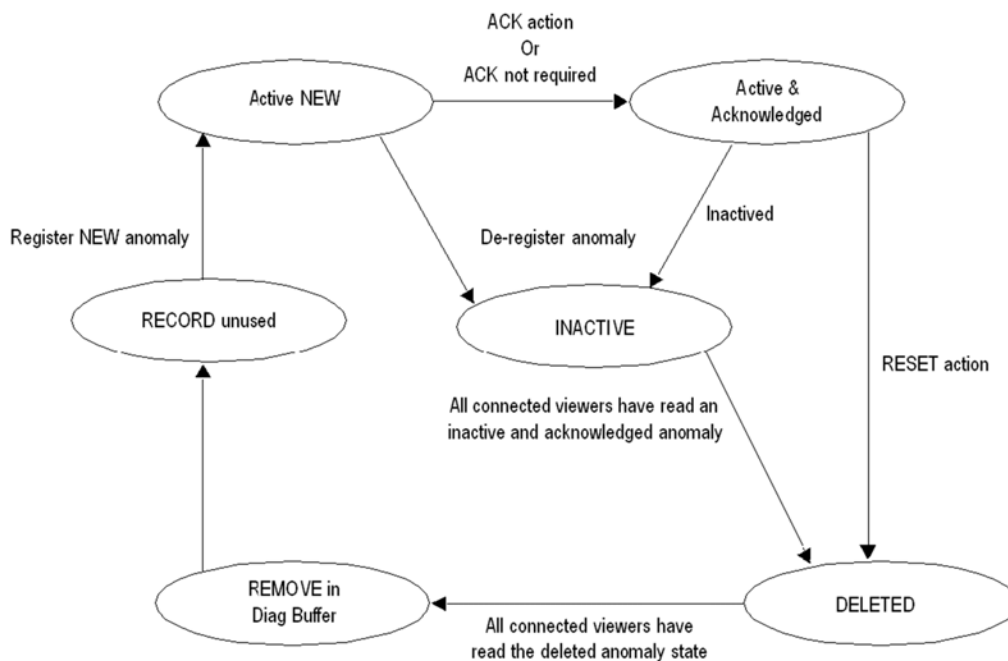 ACK action
Or
ACK not required
Active NEW
Active &
Acknowledged
Register NEW anomaly
De-register anomaly
Inactived
RECORD unused
INACTIVE
RESET action
All connected viewers have read an
inactive and acknowledged anomaly
REMOVE in
Diag Buffer
DELETED
All connected viewers have
read the deleted anomaly state